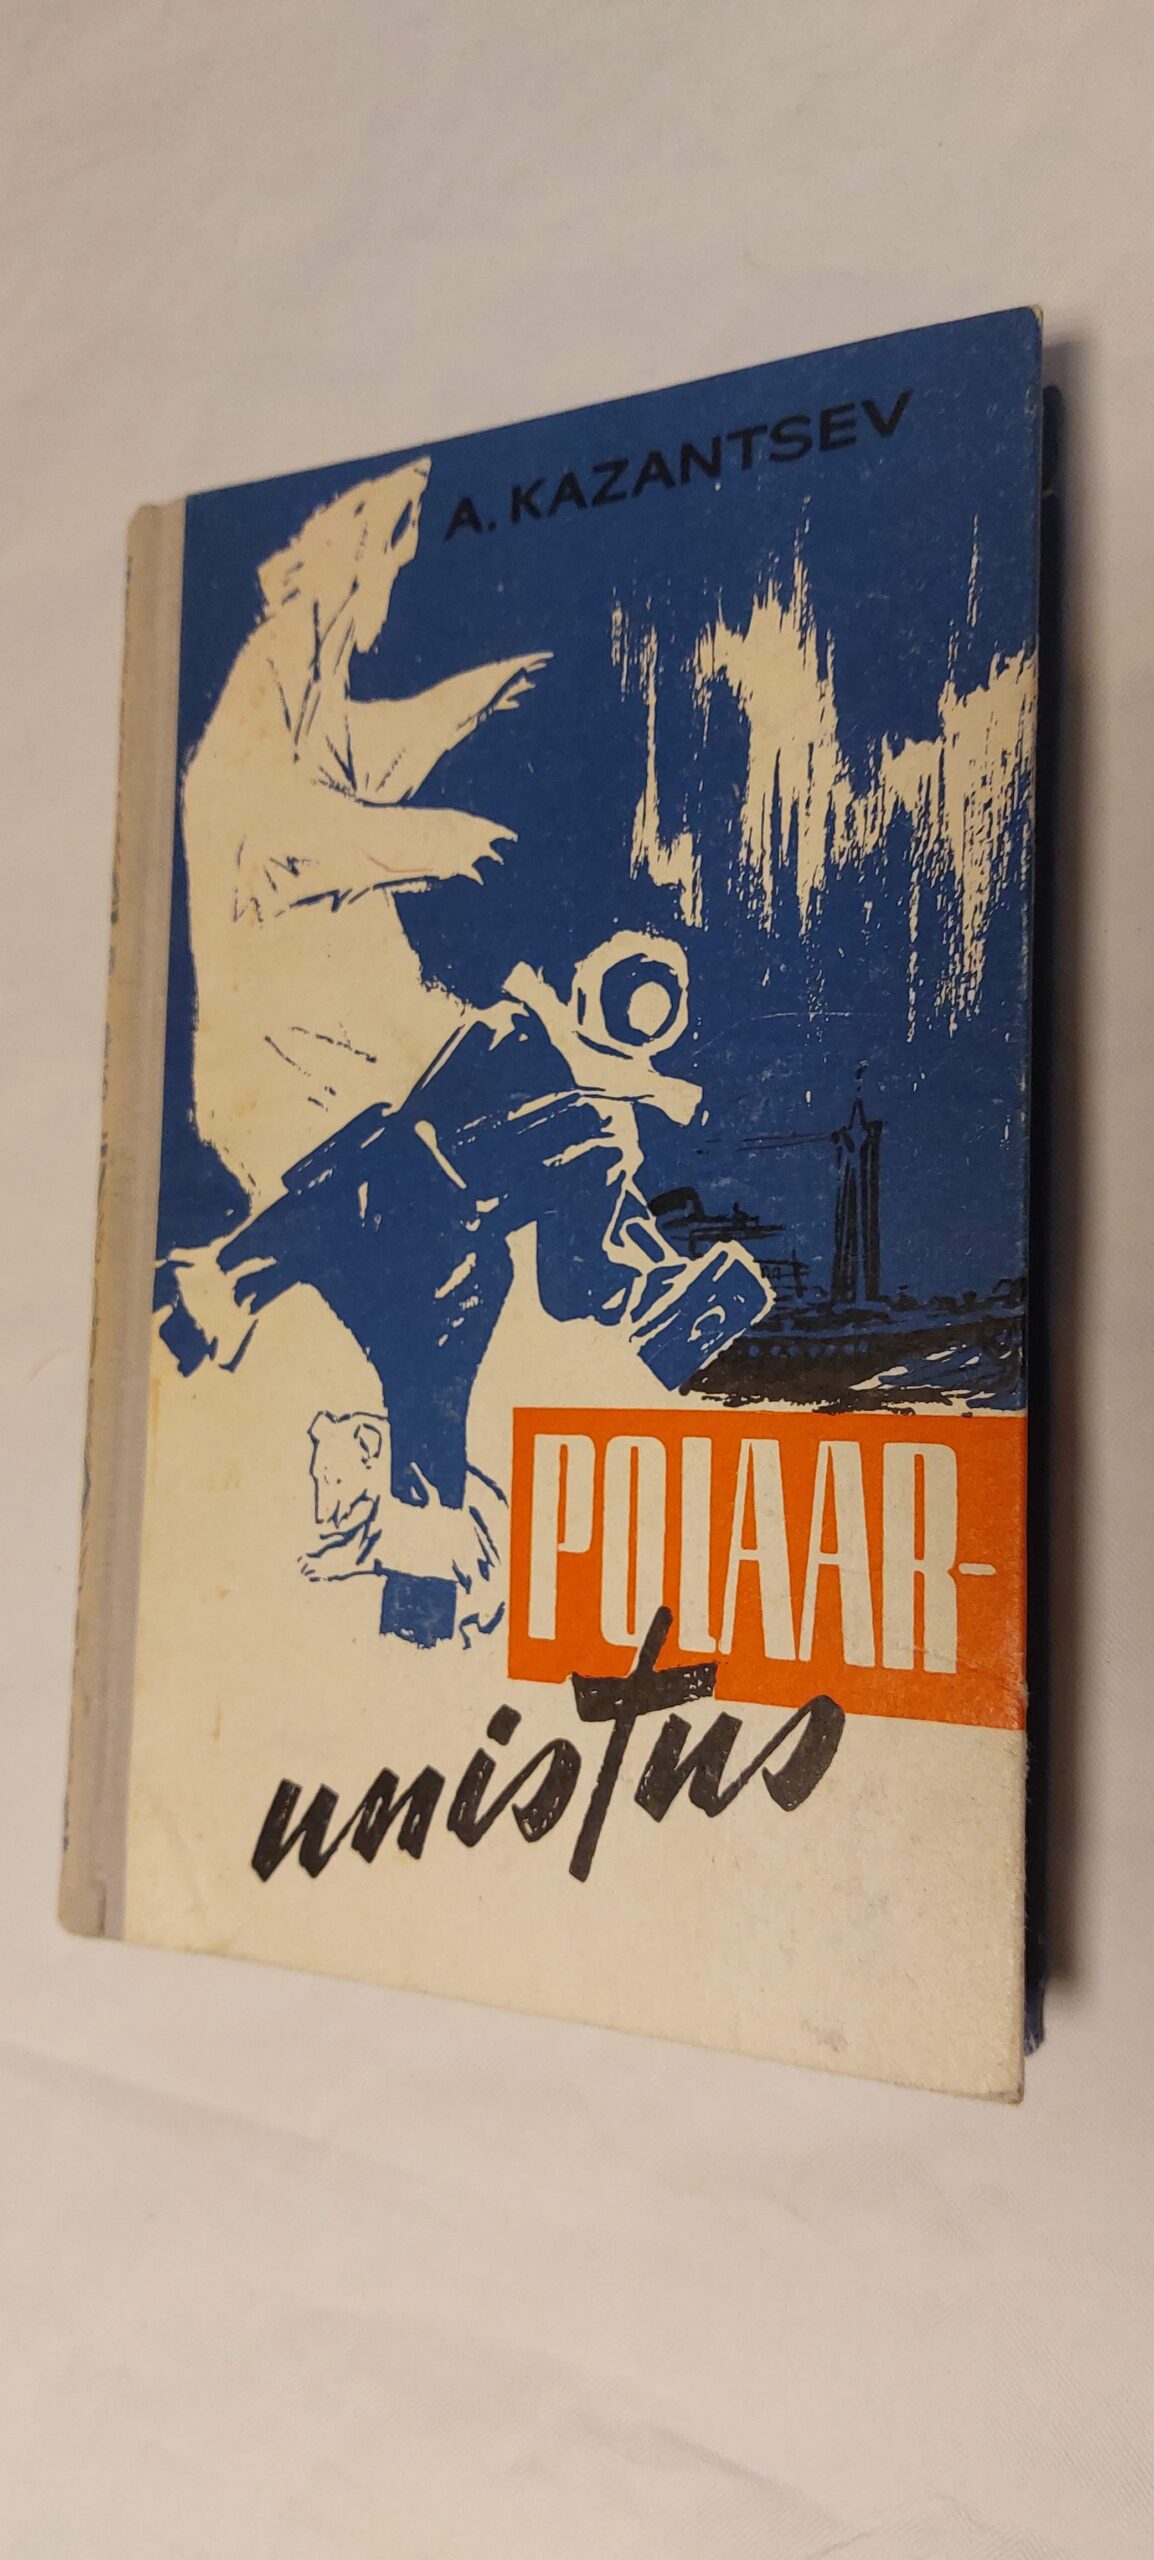 A. KAZANTSEV
POLAAR-
unistus